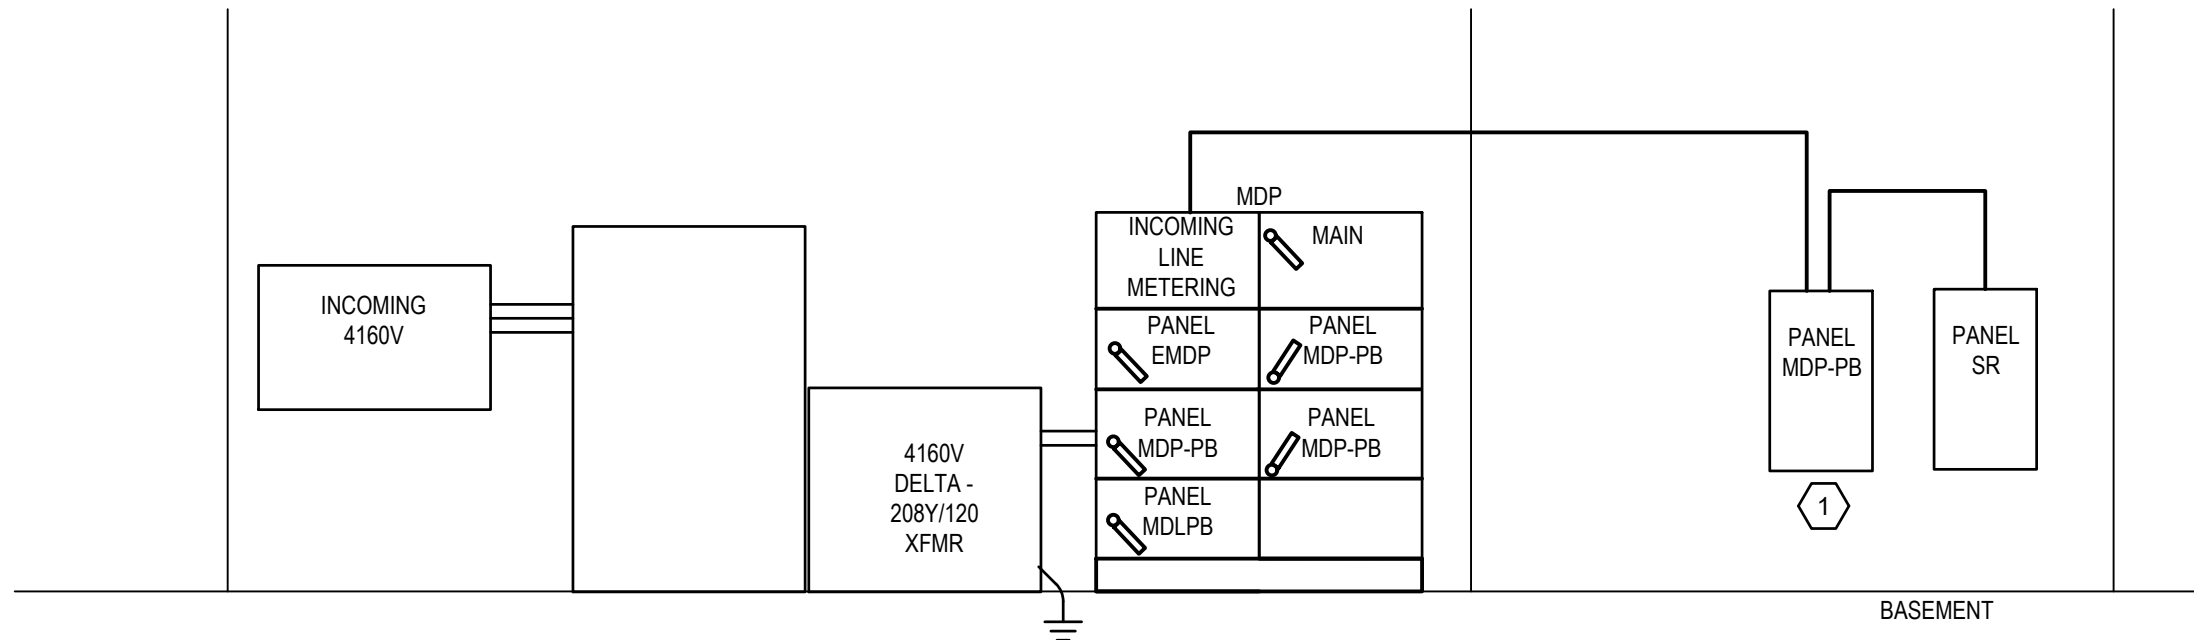 INCOMING
4160V
4160V
DELTA -
208Y/120
XFMR
MDP
INCOMING
LINE
METERING
MAIN
PANEL
EMDP
PANEL
MDP-PB
PANEL
MDP-PB
PANEL
MDP-PB
PANEL
MDLPB
PANEL
MDP-PB
1
PANEL
SR
BASEMENT